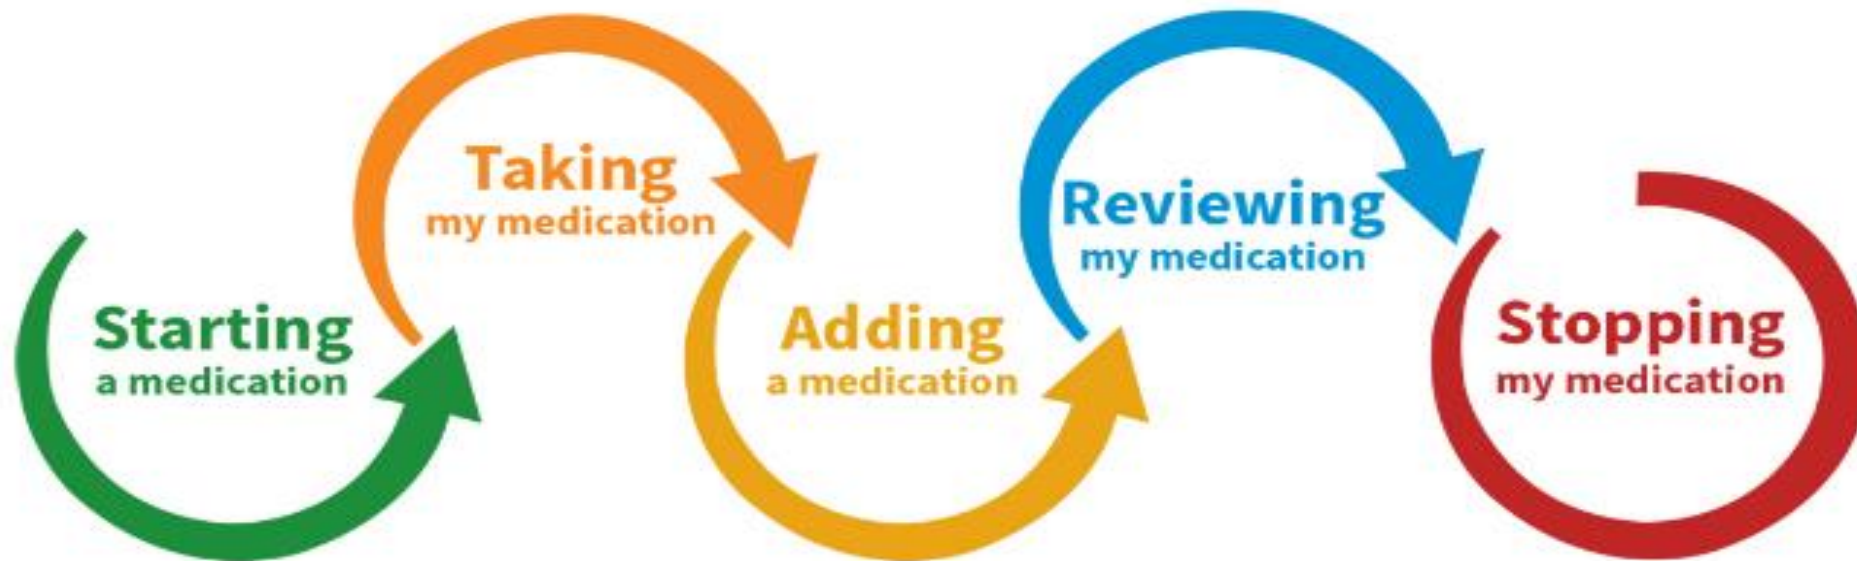 Starting
a medication
Taking
my medication
Adding
a medication
Reviewing
my medication
Stopping
my medication